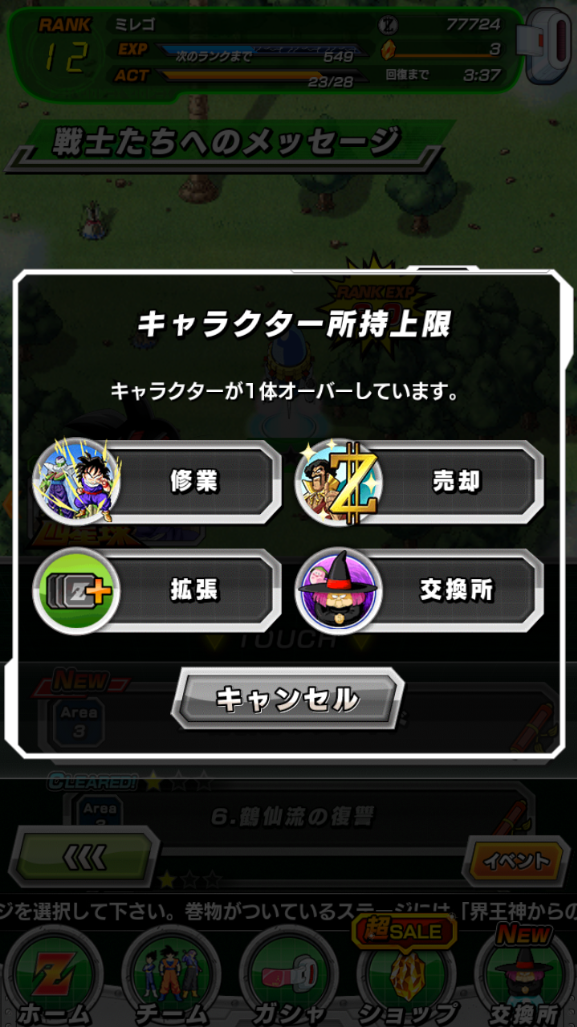 RANK ミレゴ 77724
12 EXP 次のランクまで 549 3
ACT 23/28 回復まで 3:37
戦士たちへのメッセージ
RANK EXP
キャラクター所持上限
キャラクターが1体オーバーしています。
修業
売却
拡張
交換所
TOUCH
キャンセル
NEW
Area
3
CLEARED!
Area
6.鶴仙流の復讐
イベント
ジを選択して下さい。巻物がついているステージには、「界王神からの
超SALE
NEW
ホーム
チーム
ガシャ
ショップ
交換所